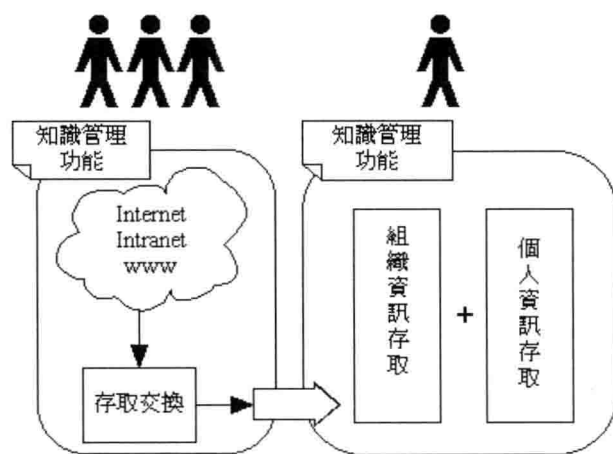 知識管理
功能
Internet
Intranet
WWW
存取交換
知識管理
功能
組織資訊存取
+
個人資訊存取